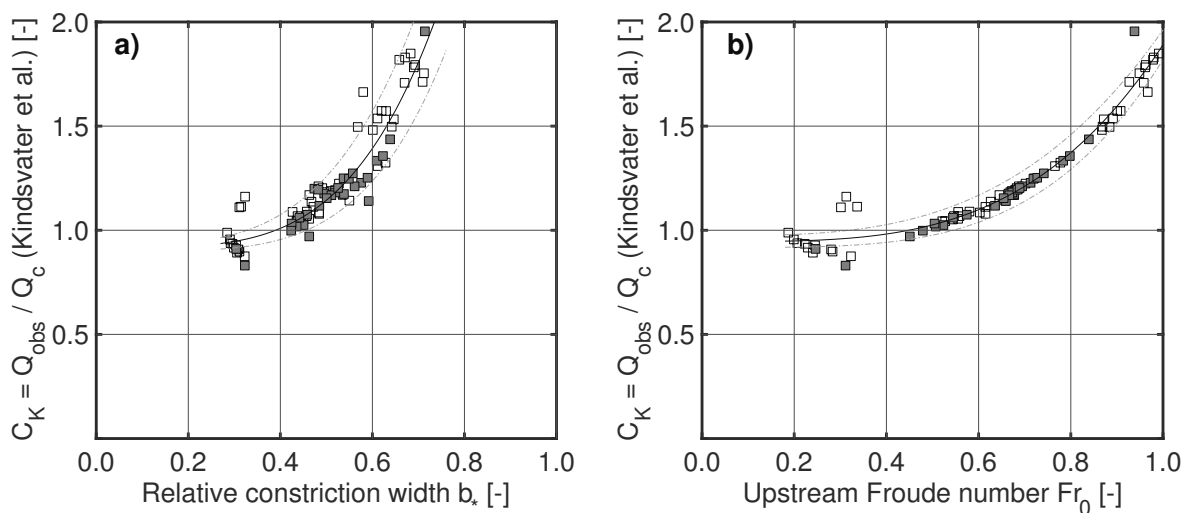 a)
C_K = Q_obs / Q_c (Kindsvater et al.) [-]
2.0
1.5
1.0
0.5
0.0 0.2 0.4 0.6 0.8 1.0
Relative constriction width b_* [-]
b)
C_K = Q_obs / Q_c (Kindsvater et al.) [-]
2.0
1.5
1.0
0.5
0.0 0.2 0.4 0.6 0.8 1.0
Upstream Froude number Fr_0 [-]